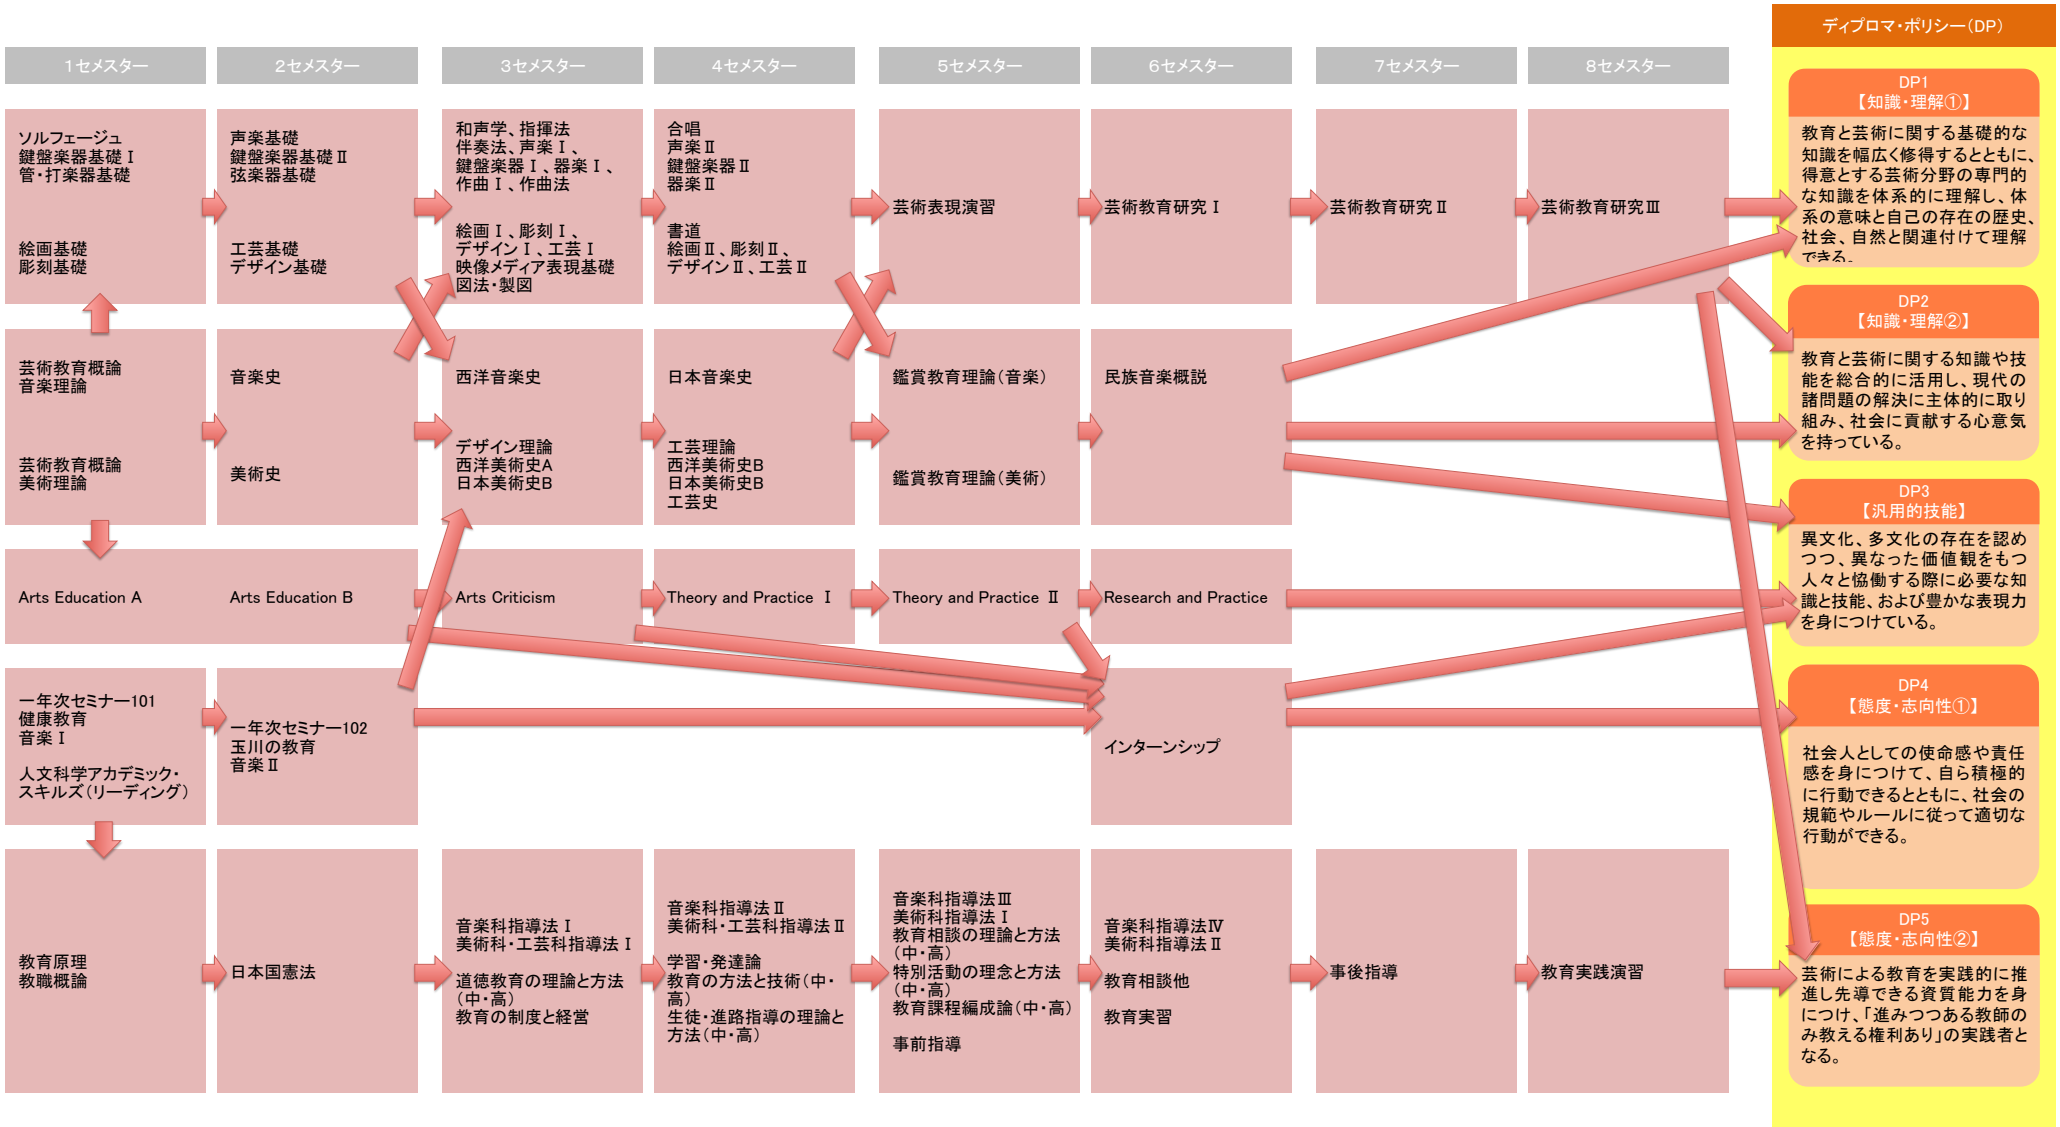 ディプロマ・ポリシー(DP)
1セメスター
2セメスター
3セメスター
4セメスター
5セメスター
6セメスター
7セメスター
8セメスター
ソルフェージュ
鍵盤楽器基礎Ⅰ
管・打楽器基礎
絵画基礎
彫刻基礎
声楽基礎
鍵盤楽器基礎Ⅱ
弦楽器基礎
工芸基礎
デザイン基礎
和声学、指揮法
伴奏法、声楽Ⅰ、
鍵盤楽器Ⅰ、器楽Ⅰ、
作曲Ⅰ、作曲法
絵画Ⅰ、彫刻Ⅰ、
デザインⅠ、工芸Ⅰ
映像メディア表現基礎
図法・製図
合唱
声楽Ⅱ
鍵盤楽器Ⅱ
器楽Ⅱ
書道
絵画Ⅱ、彫刻Ⅱ、
デザインⅡ、工芸Ⅱ
芸術表現演習
芸術教育研究Ⅰ
芸術教育研究Ⅱ
芸術教育研究Ⅲ
芸術教育概論
音楽理論
芸術教育概論
美術理論
音楽史
美術史
西洋音楽史
デザイン理論
西洋美術史A
日本美術史B
日本音楽史
工芸理論
西洋美術史B
日本美術史B
工芸史
鑑賞教育理論(音楽)
鑑賞教育理論(美術)
民族音楽概説
Arts Education A
Arts Education B
Arts Criticism
Theory and Practice Ⅰ
Theory and Practice Ⅱ
Research and Practice
一年次セミナー101
健康教育
音楽Ⅰ
人文科学アカデミック・
スキルズ(リーディング)
一年次セミナー102
玉川の教育
音楽Ⅱ
インターンシップ
教育原理
教職概論
日本国憲法
音楽科指導法Ⅰ
美術科・工芸科指導法Ⅰ
道徳教育の理論と方法
(中・高)
教育の制度と経営
音楽科指導法Ⅱ
美術科・工芸科指導法Ⅱ
学習・発達論
教育の方法と技術(中・
高)
生徒・進路指導の理論と
方法(中・高)
音楽科指導法Ⅲ
美術科指導法Ⅰ
教育相談の理論と方法
(中・高)
特別活動の理念と方法
(中・高)
教育課程編成論(中・高)
事前指導
音楽科指導法Ⅳ
美術科指導法Ⅱ
教育相談他
教育実習
事後指導
教育実践演習
DP1
【知識・理解①】
教育と芸術に関する基礎的な
知識を幅広く修得するとともに、
得意とする芸術分野の専門的
な知識を体系的に理解し、体
系の意味と自己の存在の歴史、
社会、自然と関連付けて理解
できる。
DP2
【知識・理解②】
教育と芸術に関する知識や技
能を総合的に活用し、現代の
諸問題の解決に主体的に取り
組み、社会に貢献する心意気
を持っている。
DP3
【汎用的技能】
異文化、多文化の存在を認め
つつ、異なった価値観をもつ
人々と恊働する際に必要な知
識と技能、および豊かな表現力
を身につけている。
DP4
【態度・志向性①】
社会人としての使命感や責任
感を身につけて、自ら積極的
に行動できるとともに、社会の
規範やルールに従って適切な
行動ができる。
DP5
【態度・志向性②】
芸術による教育を実践的に推
進し先導できる資質能力を身
につけ、「進みつつある教師の
み教える権利あり」の実践者と
なる。